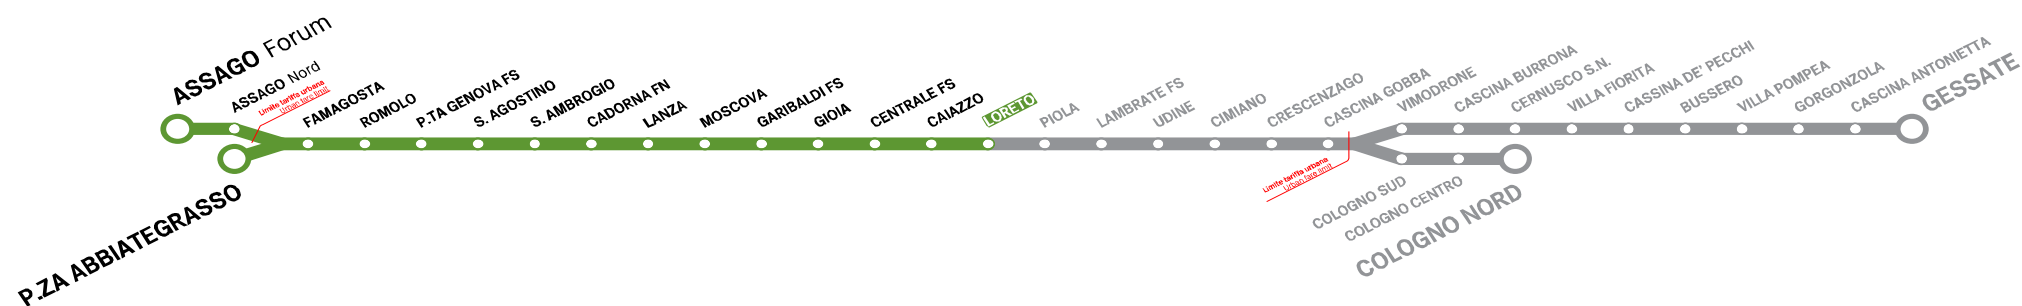 ASSAGO Forum
ASSAGO Nord
Limite tariffa urbana
Urban fare limit
FAMAGOSTA
ROMOLO
P.TA GENOVA FS
S. AGOSTINO
S. AMBROGIO
CADORNA FN
LANZA
MOSCOVA
GARIBALDI FS
GIOIA
CENTRALE FS
CAIAZZO
LORETO
PIOLA
LAMBRATE FS
UDINE
CIMIANO
CRESCENZAGO
CASCINA GOBBA
VIMODRONE
CASCINA BURRONA
CERNUSCO S.N.
VILLA FIORITA
CASSINA DE' PECCHI
BUSSERO
VILLA POMPEA
GORGONZOLA
CASCINA ANTONIETTA
GESSATE
P.ZA ABBIATEGRASSO
Limite tariffa urbana
Urban fare limit
COLOGNO SUD
COLOGNO CENTRO
COLOGNO NORD